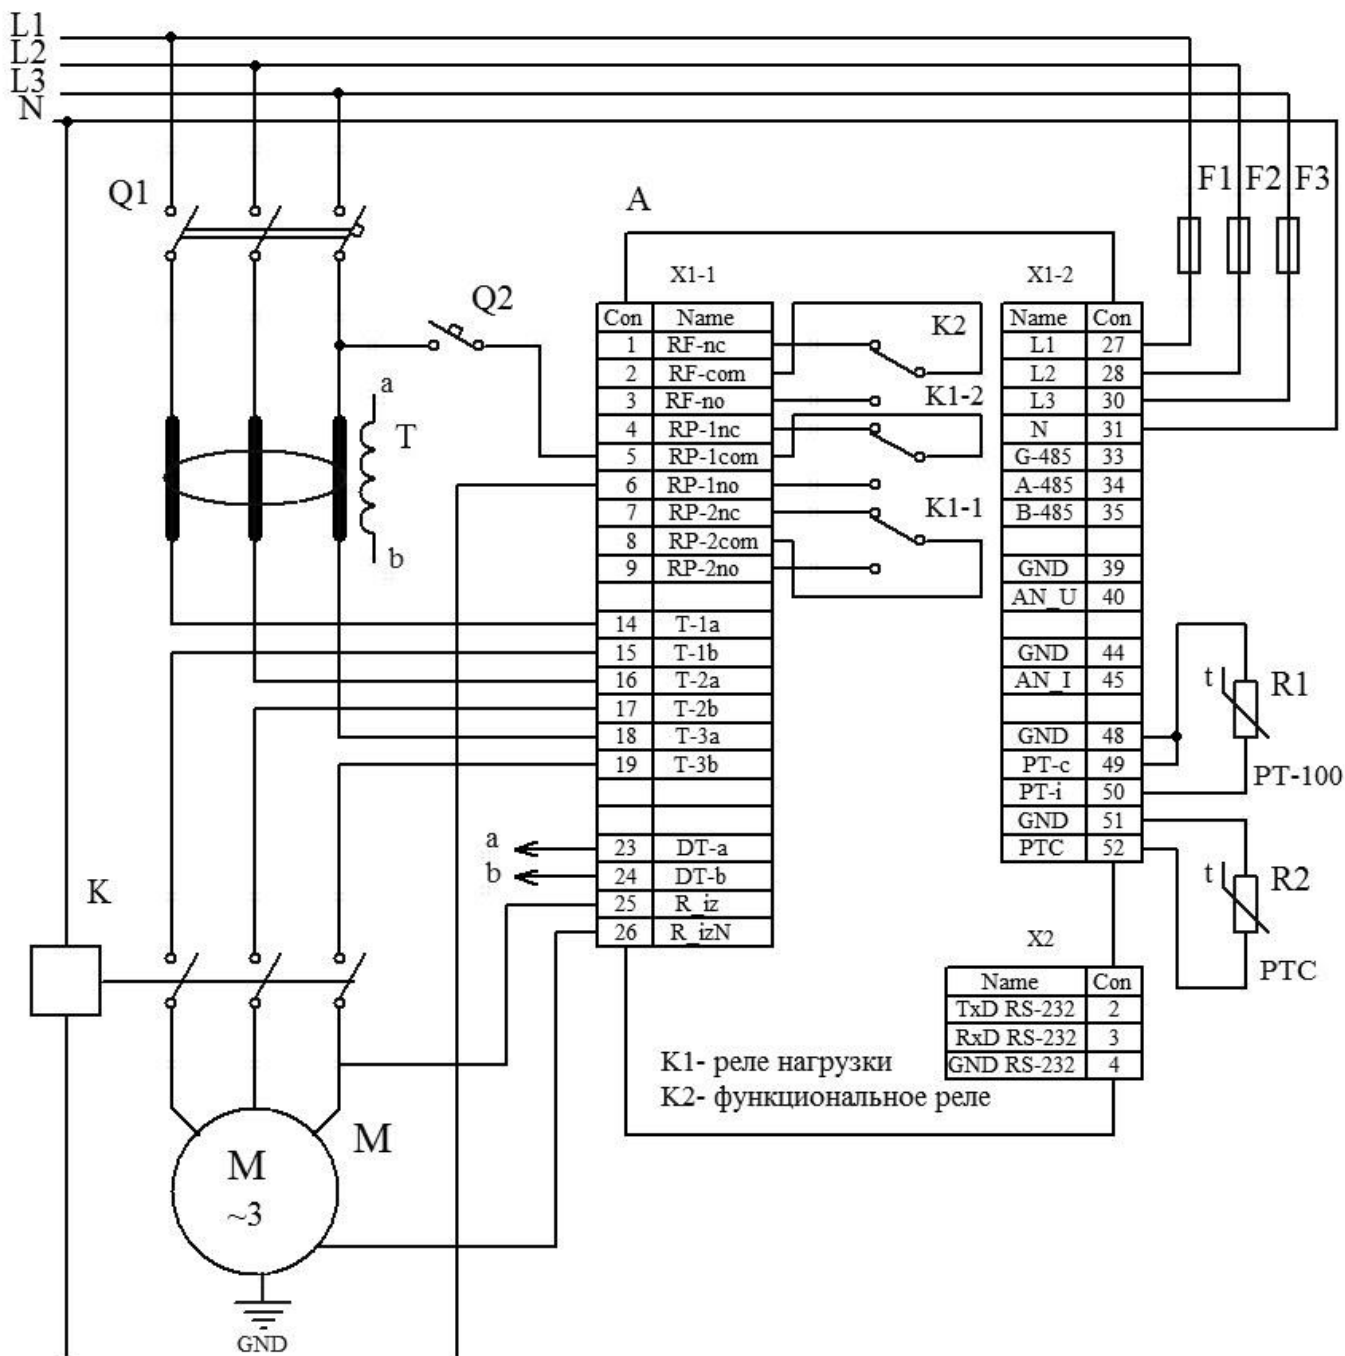 L1
L2
L3
N
Q1
A
F1 F2 F3
X1-1
X1-2
Q2
Con Name
1 RF-nc
2 RF-com
3 RF-no
4 RP-1nc
5 RP-1com
6 RP-1no
7 RP-2nc
8 RP-2com
9 RP-2no
14 T-1a
15 T-1b
16 T-2a
17 T-2b
18 T-3a
19 T-3b
23 DT-a
24 DT-b
25 R_iz
26 R_izN
K2
K1-2
K1-1
Name Con
L1 27
L2 28
L3 30
N 31
G-485 33
A-485 34
B-485 35
GND 39
AN_U 40
GND 44
AN_I 45
GND 48
PT-c 49
PT-i 50
GND 51
PTC 52
a
T
b
t R1
PT-100
t R2
PTC
a
b
K
X2
Name Con
TxD RS-232 2
RxD RS-232 3
GND RS-232 4
K1- реле нагрузки
K2- функциональное реле
M
M
~3
GND